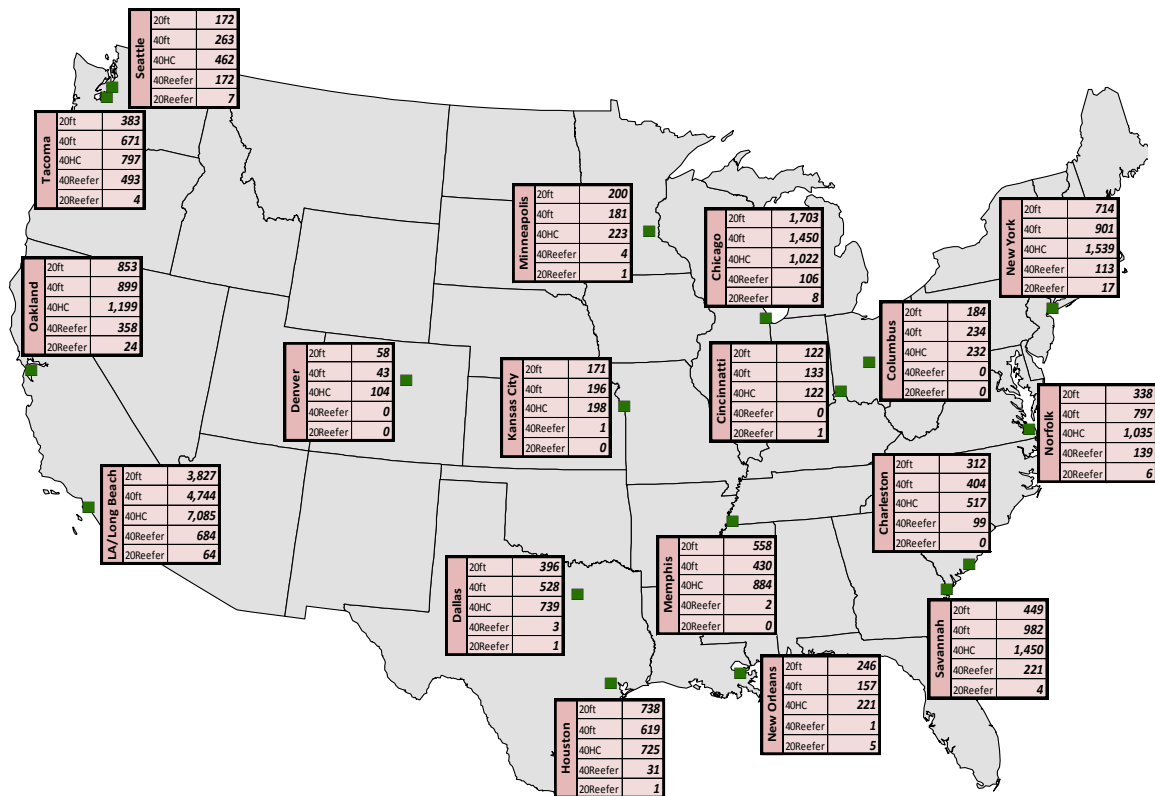 Seattle
20ft 172
40ft 263
40HC 462
40Reefer 172
20Reefer 7
Tacoma
20ft 383
40ft 671
40HC 797
40Reefer 493
20Reefer 4
Minneapolis
20ft 200
40ft 181
40HC 223
40Reefer 4
20Reefer 1
Chicago
20ft 1,703
40ft 1,450
40HC 1,022
40Reefer 106
20Reefer 8
New York
20ft 714
40ft 901
40HC 1,539
40Reefer 113
20Reefer 17
Oakland
20ft 853
40ft 899
40HC 1,199
40Reefer 358
20Reefer 24
Denver
20ft 58
40ft 43
40HC 104
40Reefer 0
20Reefer 0
Kansas City
20ft 171
40ft 196
40HC 198
40Reefer 1
20Reefer 0
Cincinnatti
20ft 122
40ft 133
40HC 122
40Reefer 0
20Reefer 1
Columbus
20ft 184
40ft 234
40HC 232
40Reefer 0
20Reefer 0
Norfolk
20ft 338
40ft 797
40HC 1,035
40Reefer 139
20Reefer 6
LA/Long Beach
20ft 3,827
40ft 4,744
40HC 7,085
40Reefer 684
20Reefer 64
Charleston
20ft 312
40ft 404
40HC 517
40Reefer 99
20Reefer 0
Dallas
20ft 396
40ft 528
40HC 739
40Reefer 3
20Reefer 1
Memphis
20ft 558
40ft 430
40HC 884
40Reefer 2
20Reefer 0
Savannah
20ft 449
40ft 982
40HC 1,450
40Reefer 221
20Reefer 4
New Orleans
20ft 246
40ft 157
40HC 221
40Reefer 1
20Reefer 5
Houston
20ft 738
40ft 619
40HC 725
40Reefer 31
20Reefer 1